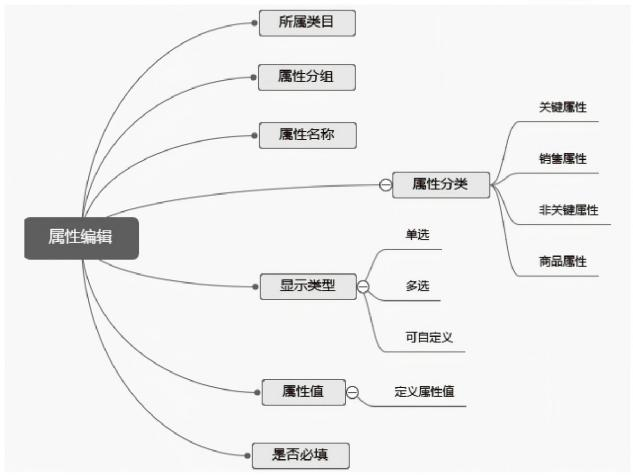 属性编辑
所属类目
属性分组
属性名称
属性分类
关键属性
销售属性
非关键属性
商品属性
显示类型
单选
多选
可自定义
属性值
定义属性值
是否必填